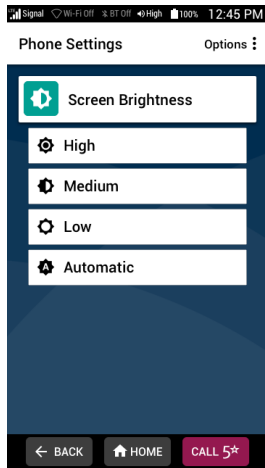 LTE Signal Wi-Fi Off BT Off High 100% 12:45 PM
Phone Settings Options
Screen Brightness
High
Medium
Low
A Automatic
BACK HOME CALL 5☆